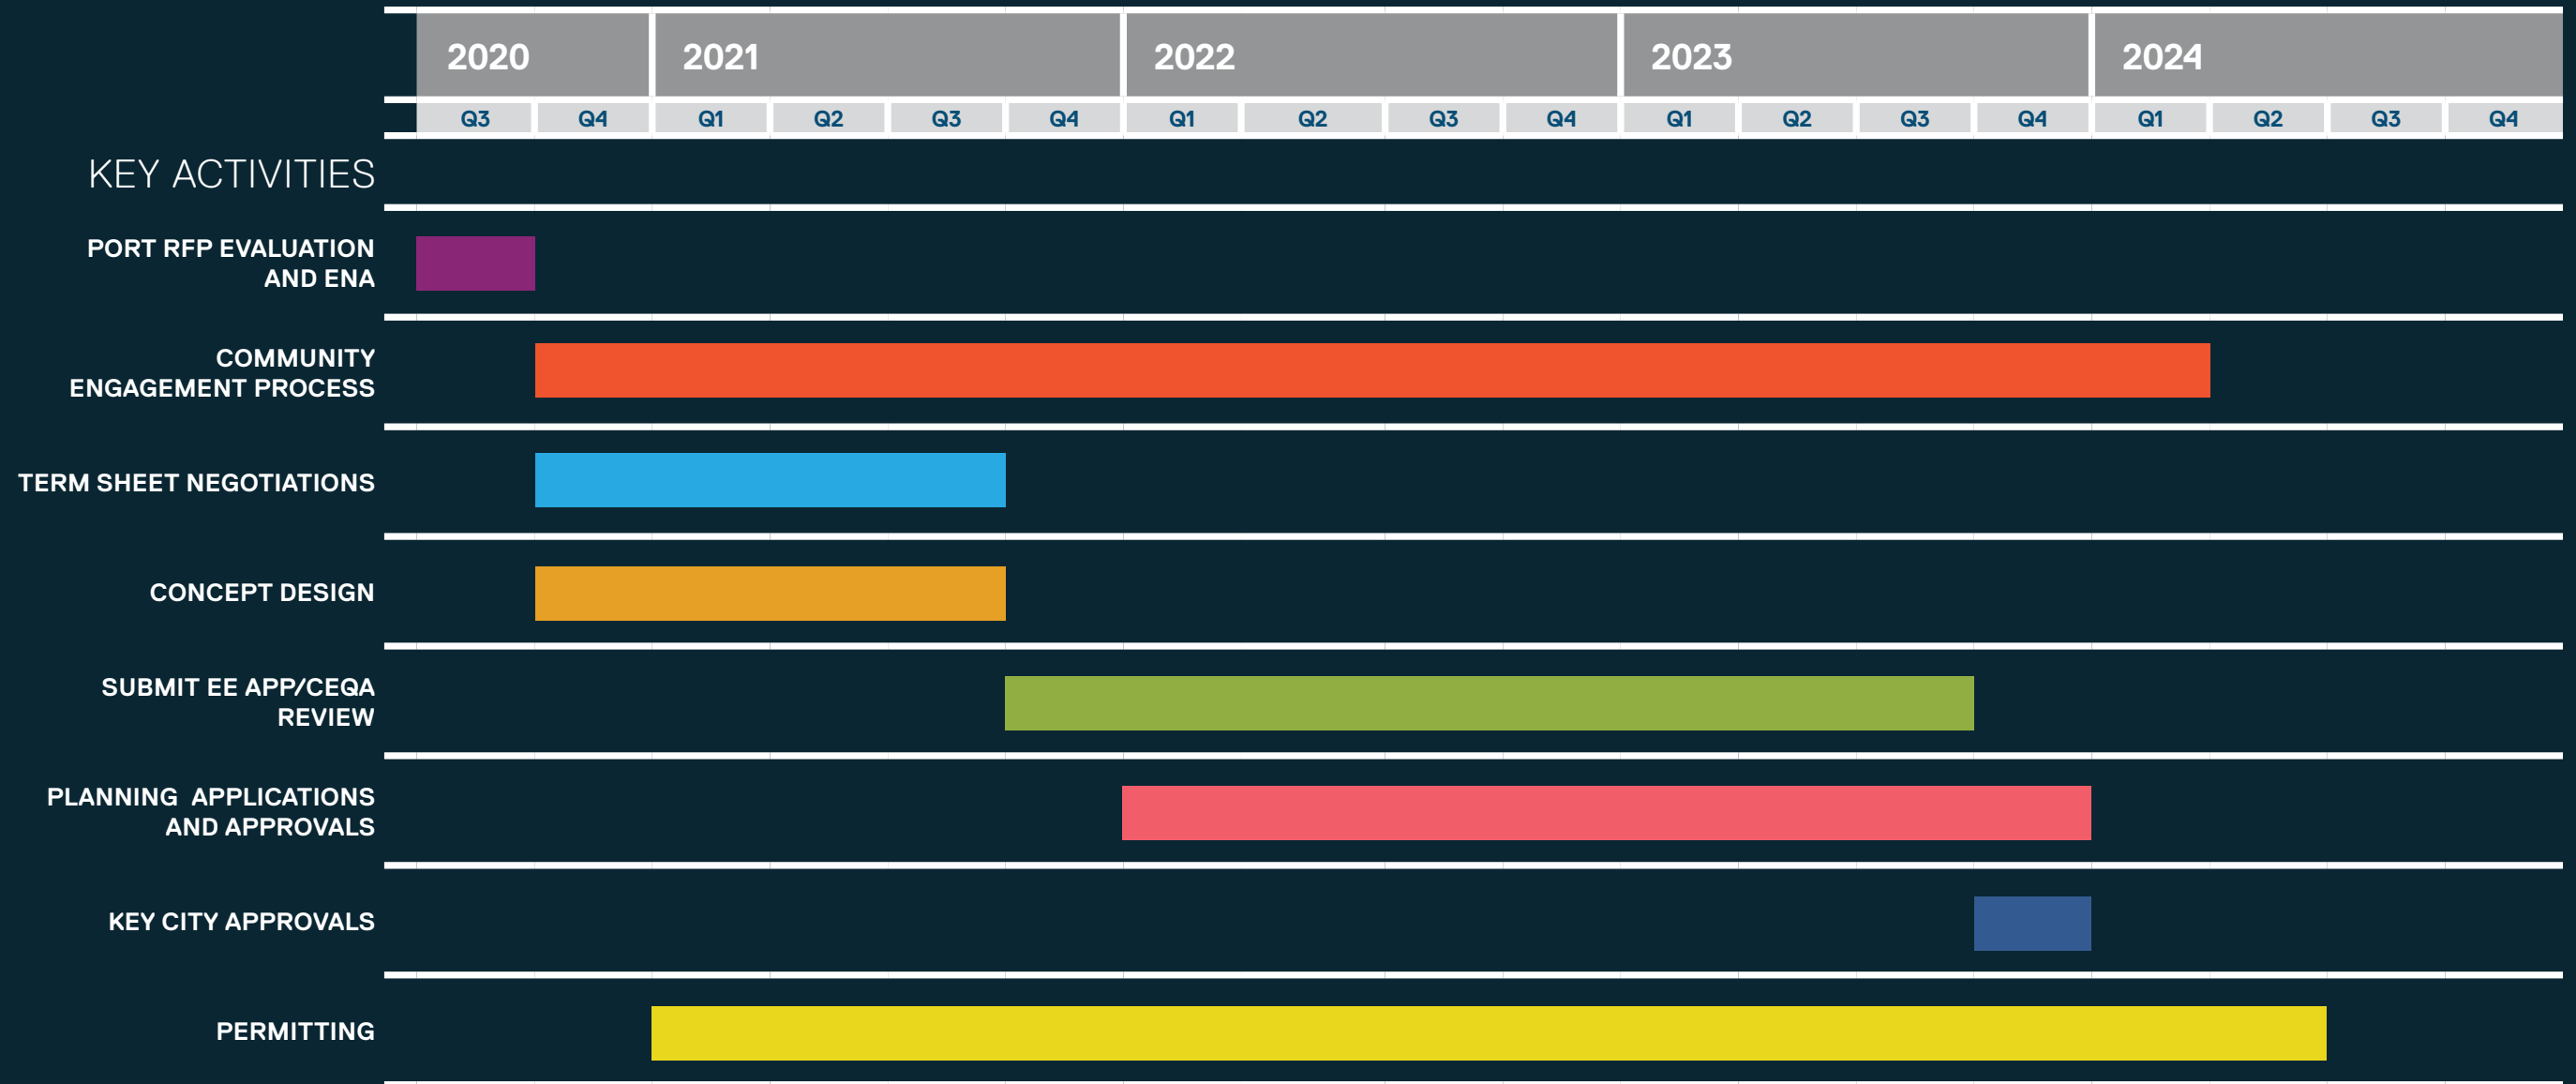 2020 2021 2022 2023 2024
Q3 Q4 Q1 Q2 Q3 Q4 Q1 Q2 Q3 Q4 Q1 Q2 Q3 Q4 Q1 Q2 Q3 Q4
KEY ACTIVITIES
PORT RFP EVALUATION
AND ENA
COMMUNITY
ENGAGEMENT PROCESS
TERM SHEET NEGOTIATIONS
CONCEPT DESIGN
SUBMIT EE APP/CEQA
REVIEW
PLANNING APPLICATIONS
AND APPROVALS
KEY CITY APPROVALS
PERMITTING